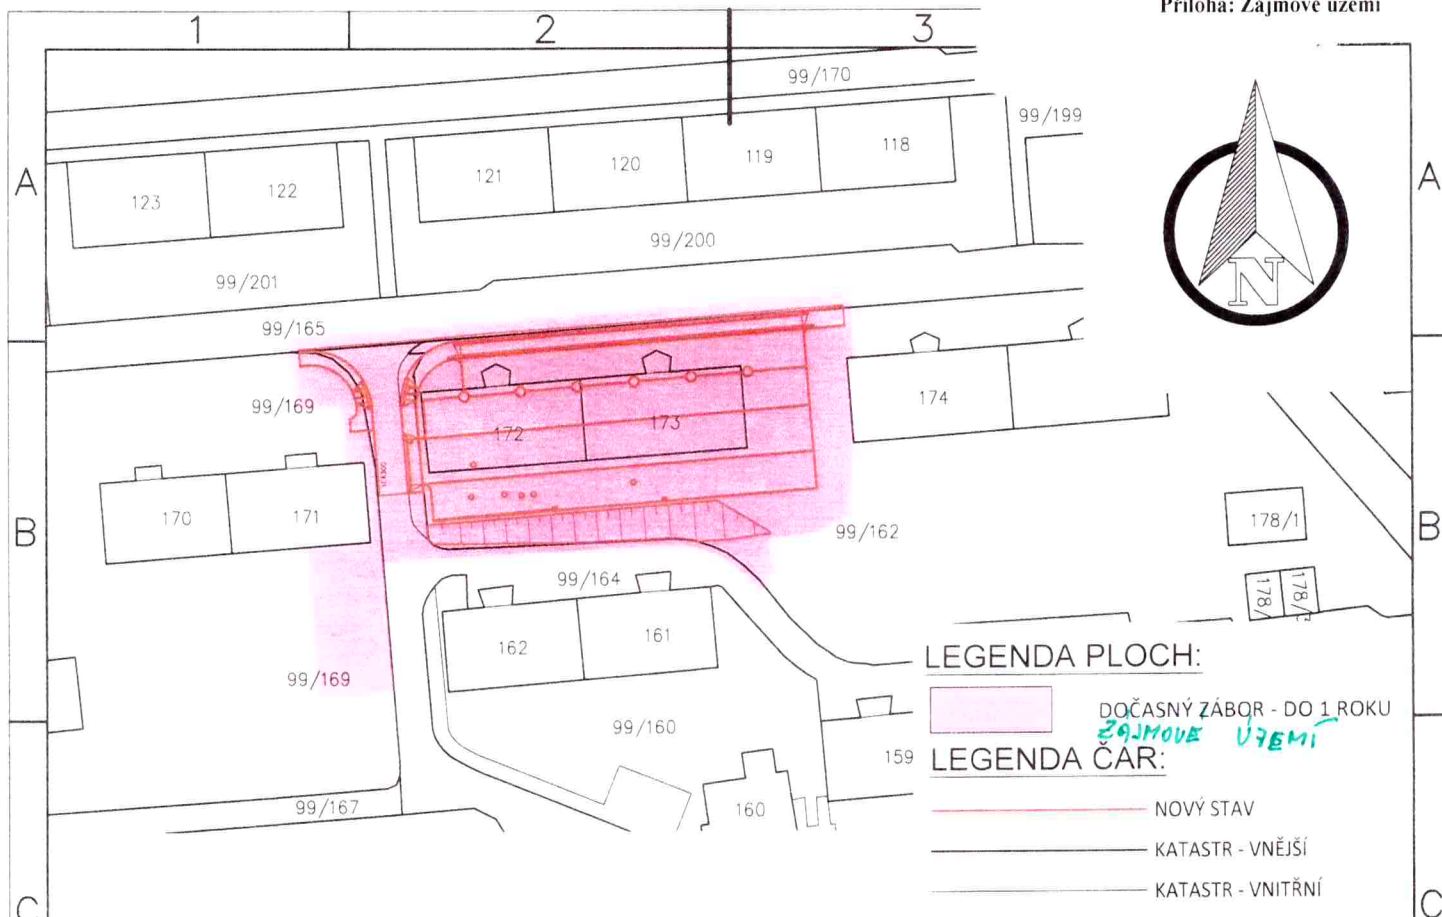 Příloha: Zájmové území
1 2 3
99/170
99/199
A A
118
119
120
121
122
123
99/200
99/201
99/165
99/169
174
172 173
170 171
99/162
178/1
B B
99/164
178/ 178/
162 161
99/169
LEGENDA PLOCH:
DOČASNÝ ZÁBOR - DO 1 ROKU
ZÁJMOVÉ ÚZEMÍ
99/160
159
LEGENDA ČAR:
99/167
160
NOVÝ STAV
KATASTR - VNĚJŠÍ
KATASTR - VNITŘNÍ
C C
N